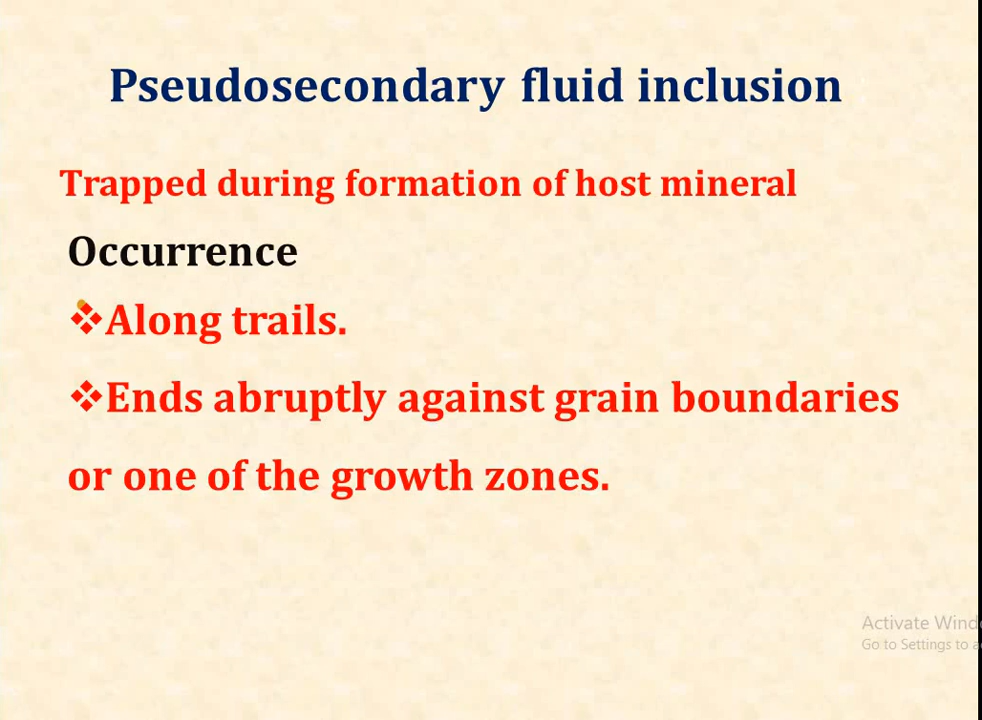 Pseudosecondary fluid inclusion
Trapped during formation of host mineral
Occurrence
❖Along trails.
❖Ends abruptly against grain boundaries
or one of the growth zones.
Activate
Go to Settings to